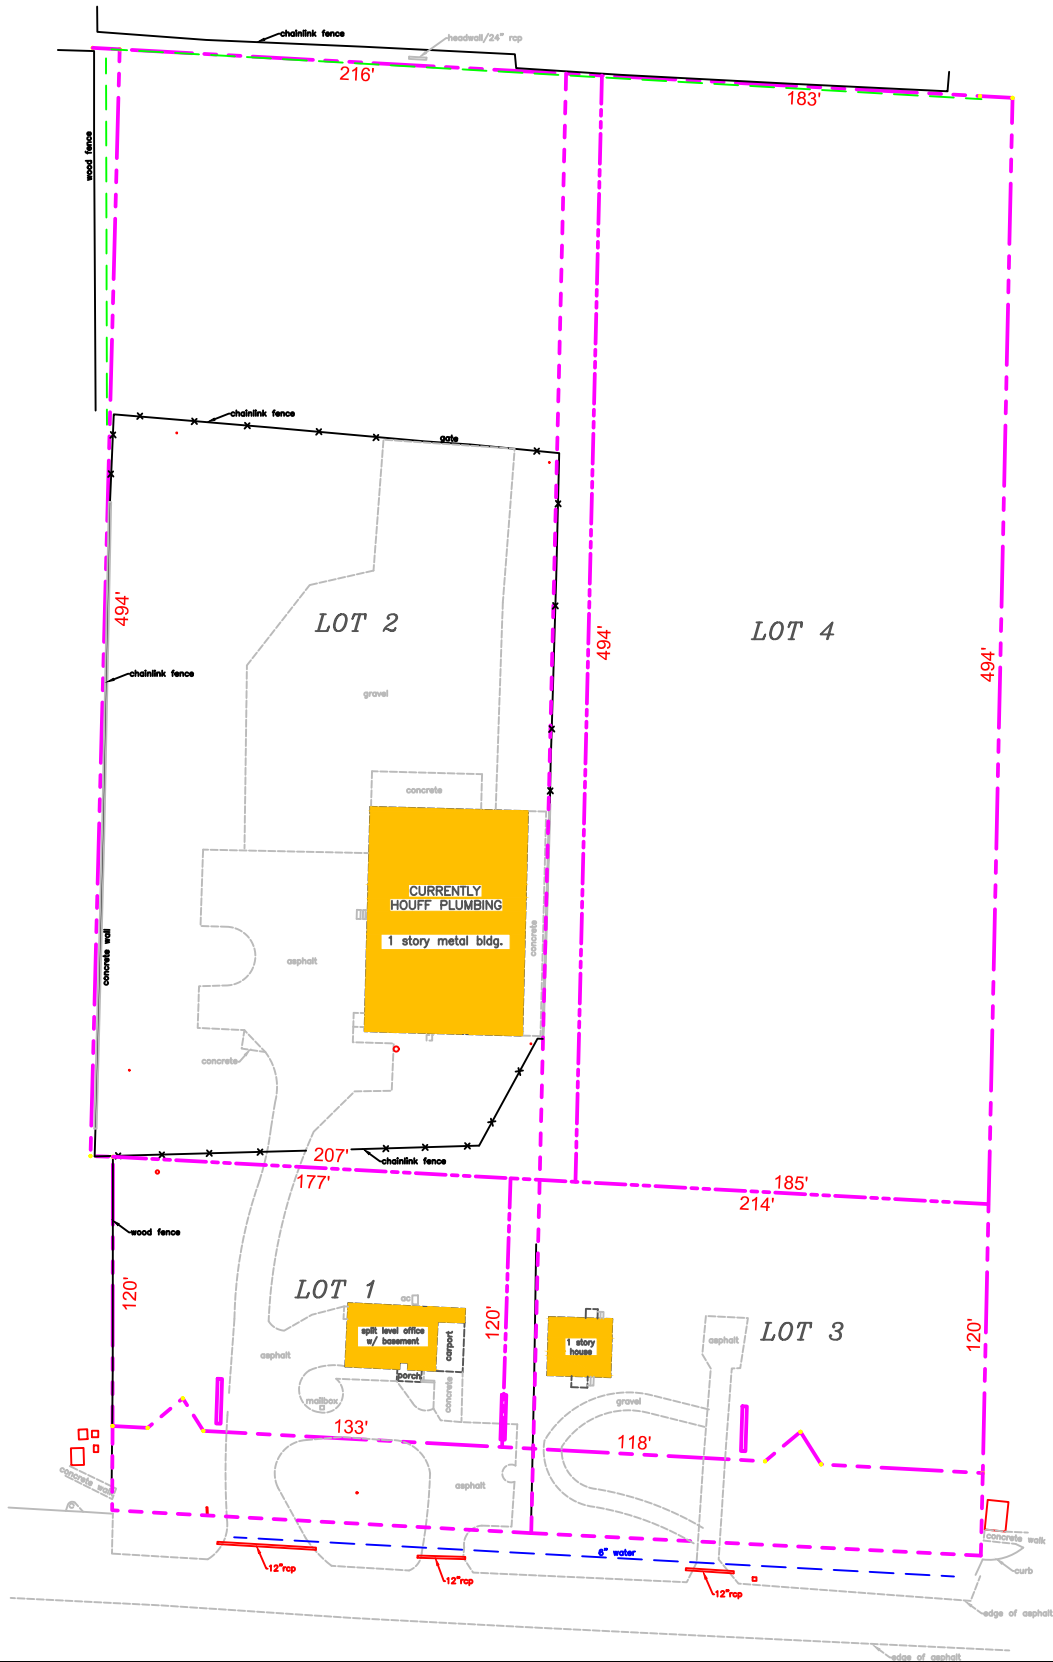 chainlink fence
headwall/24" rcp
216'
183'
wood fence
chainlink fence
gate
494'
LOT 2
LOT 4
494'
494'
chainlink fence
gravel
concrete
CURRENTLY
HOUFF PLUMBING
1 story metal bldg.
concrete
concrete wall
asphalt
concrete
207'
chainlink fence
177'
185'
214'
wood fence
120'
LOT 1
ac
120'
split level office
w/ basement
carport
1 story
house
asphalt
LOT 3
120'
asphalt
porch
concrete
mailbox
gravel
133'
118'
concrete wall
asphalt
6" water
concrete walk
curb
12"rcp
12"rcp
12"rcp
edge of asphalt
edge of asphalt